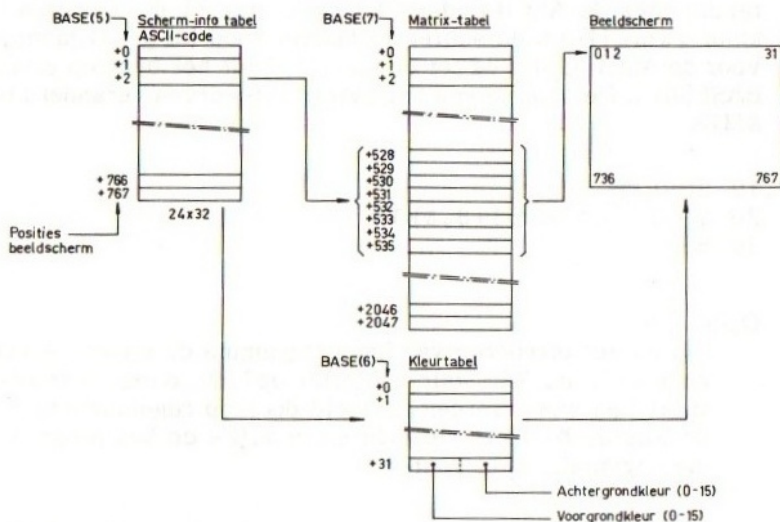 BASE(5)
Scherm-info tabel
ASCII-code
+0
+1
+2
+766
+767
24x32
Posities
beeldscherm
BASE(7)
Matrix-tabel
+0
+1
+2
+528
+529
+530
+531
+532
+533
+534
+535
+2046
+2047
Beeldscherm
0 1 2 31
736 767
BASE(6)
Kleurtabel
+0
+1
+31
Achtergrondkleur (0-15)
Voorgrondkleur (0-15)